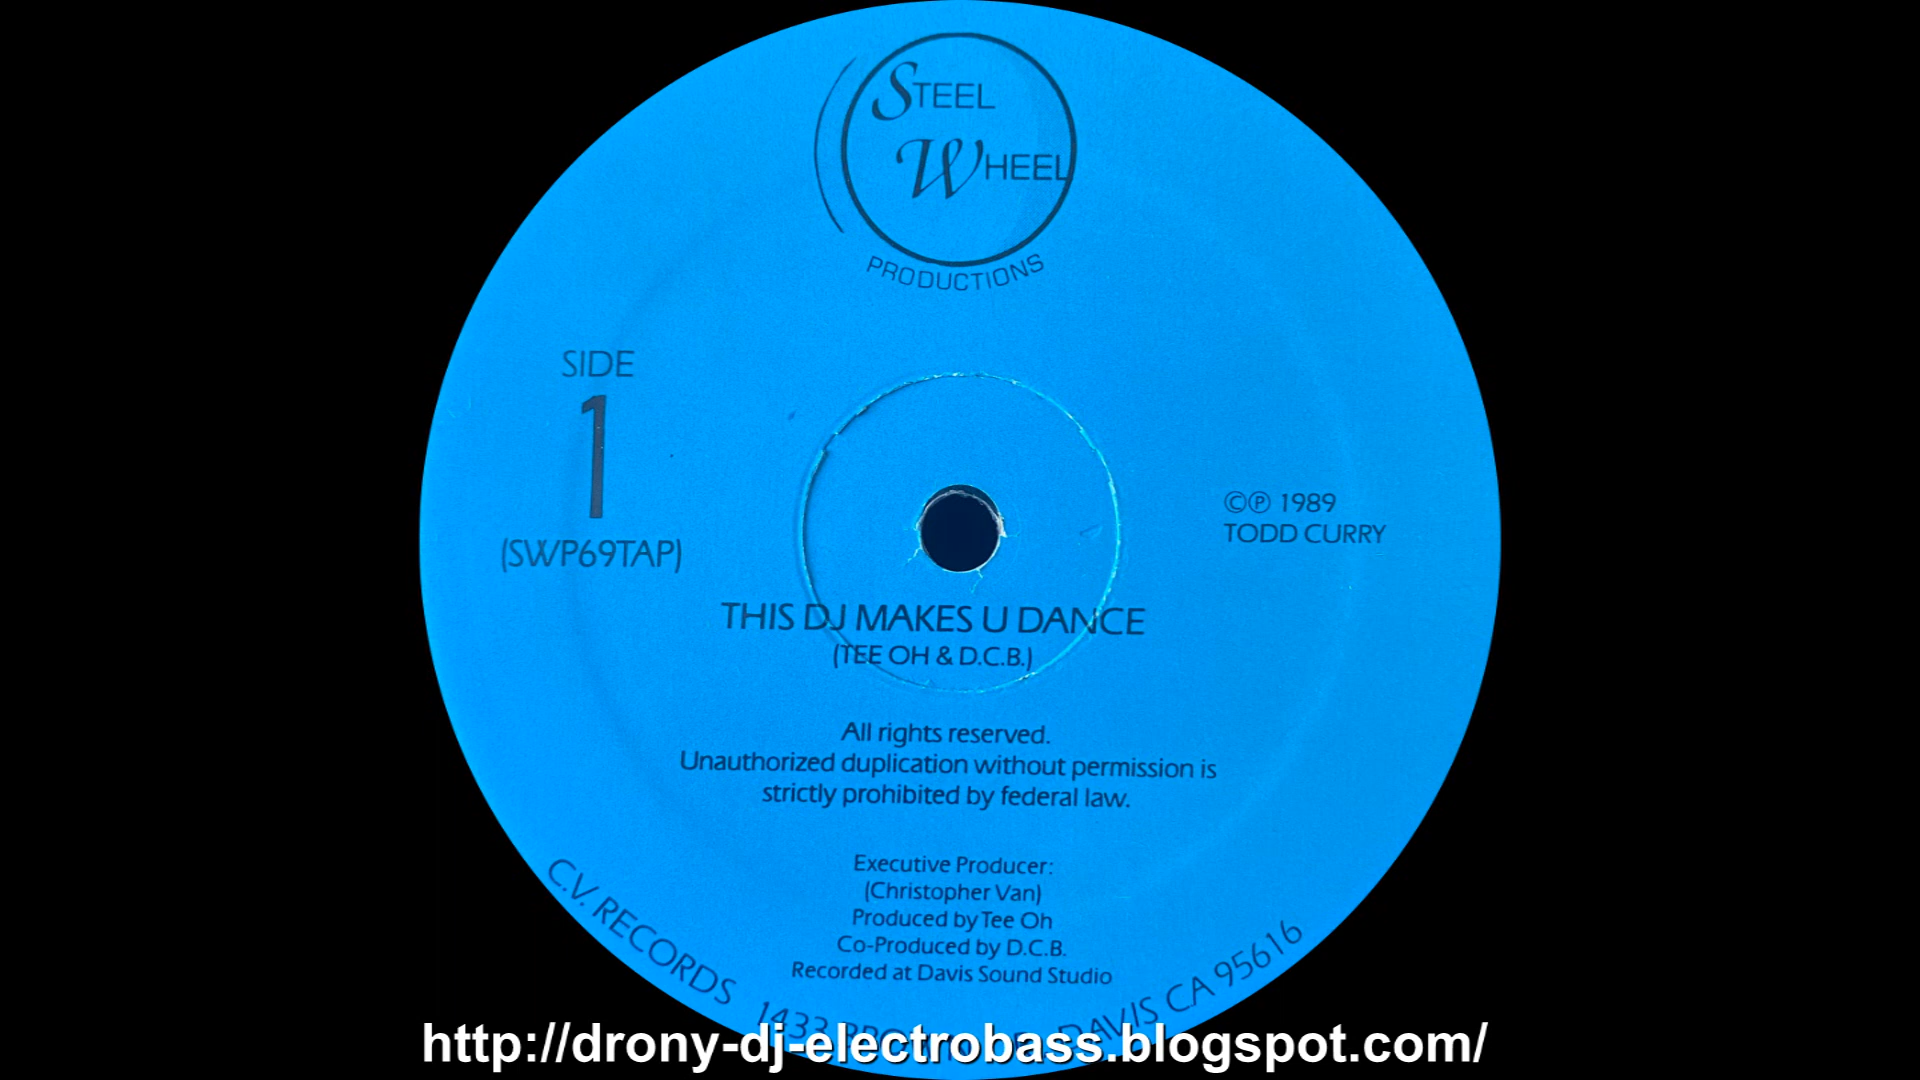 STEEL
WHEEL
PRODUCTIONS
SIDE
1
(SWP69TAP)
©℗ 1989
TODD CURRY
THIS DJ MAKES U DANCE
(TEE OH & D.C.B.)
All rights reserved.
Unauthorized duplication without permission is
strictly prohibited by federal law.
Executive Producer:
(Christopher Van)
Produced by Tee Oh
Co-Produced by D.C.B.
Recorded at Davis Sound Studio
C.V. RECORDS 1433 DAVIS CA 95616
http://drony-dj-electrobass.blogspot.com/